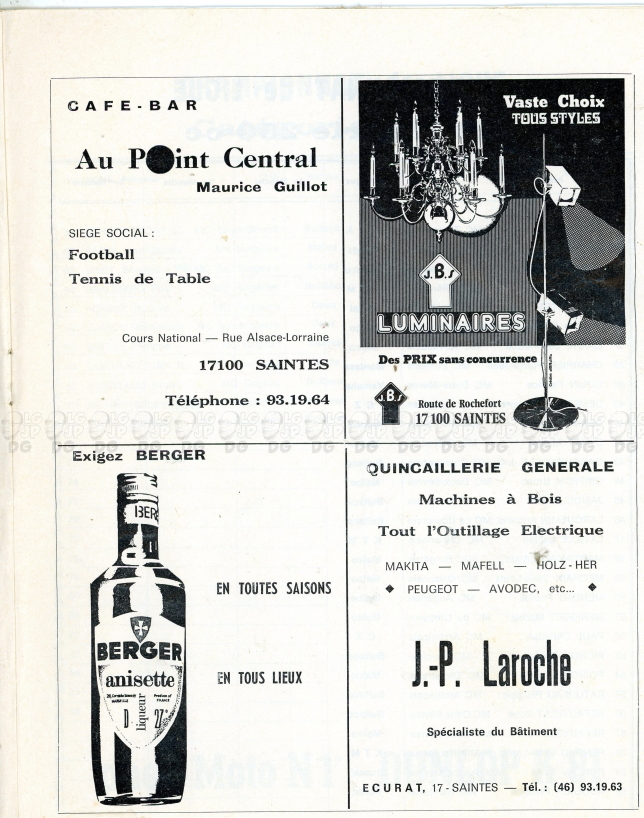 CAFE-BAR
Au Point Central
Maurice Guillot
SIEGE SOCIAL :
Football
Tennis de Table
Cours National — Rue Alsace-Lorraine
17100 SAINTES
Téléphone : 93.19.64
Vaste Choix
TOUS STYLES
J.B.S
LUMINAIRES
Des PRIX sans concurrence
J.B.S
Route de Rochefort
17100 SAINTES
Exigez BERGER
BERGER
anisette
liqueur
D 27°
EN TOUTES SAISONS
EN TOUS LIEUX
QUINCAILLERIE GENERALE
Machines à Bois
Tout l'Outillage Electrique
MAKITA — MAFELL — HOLZ-HER
◆ PEUGEOT — AVODEC, etc... ◆
J.-P. Laroche
Spécialiste du Bâtiment
ECURAT, 17 - SAINTES — Tél. : (46) 93.19.63